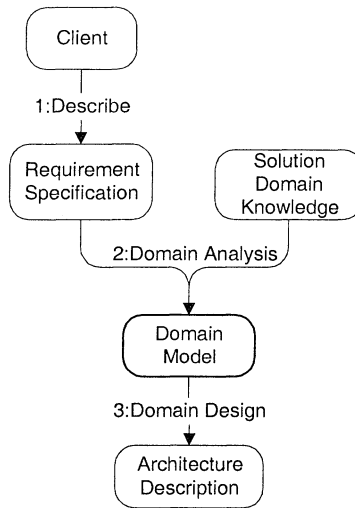 Client
1:Describe
Requirement
Specification
Solution
Domain
Knowledge
2:Domain Analysis
Domain
Model
3:Domain Design
Architecture
Description